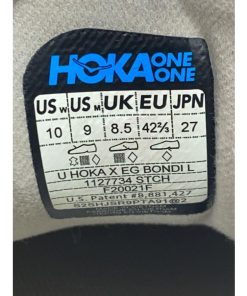 HOKA ONE ONE
US W US M UK EU JPN
10 9 8.5 42⅔ 27
U HOKA X EG BONDI L
1127734 STCH
F20021F
U.S. Patent #8,881,427